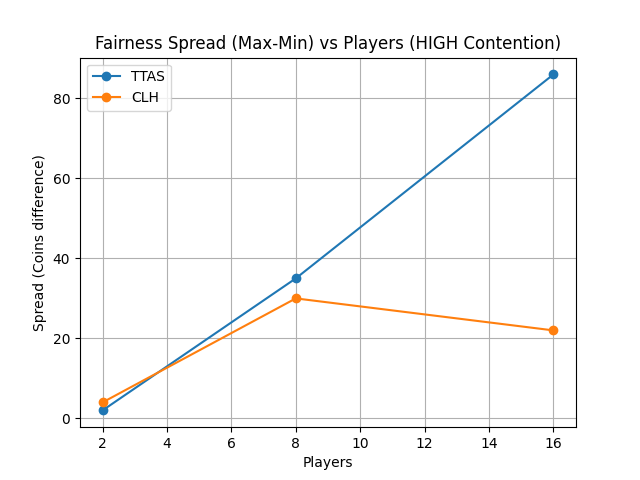 Fairness Spread (Max-Min) vs Players (HIGH Contention)
TTAS
CLH
80
60
40
20
0
Spread (Coins difference)
2 4 6 8 10 12 14 16
Players